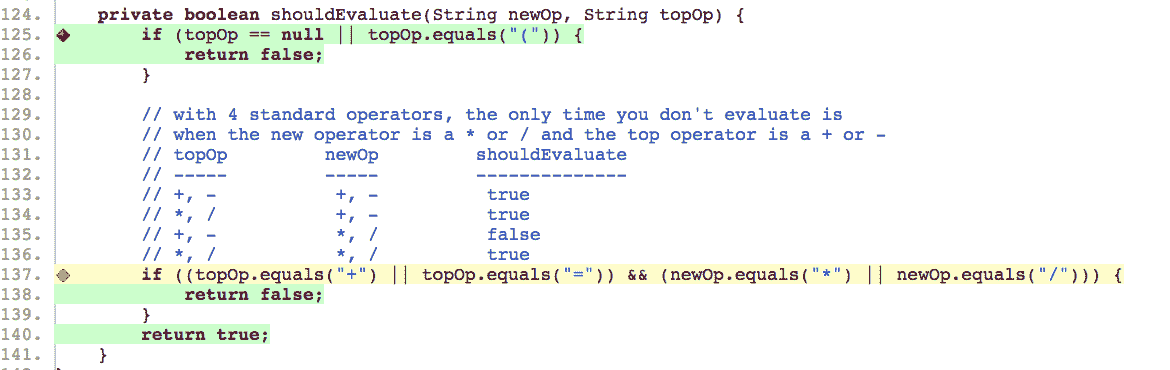 124.     private boolean shouldEvaluate(String newOp, String topOp) {
125.         if (topOp == null || topOp.equals("(")) {
126.             return false;
127.         }
128.
129.         // with 4 standard operators, the only time you don't evaluate is
130.         // when the new operator is a * or / and the top operator is a + or -
131.         // topOp         newOp         shouldEvaluate
132.         // -----         -----         --------------
133.         // +, -           +, -          true
134.         // *, /           +, -          true
135.         // +, -           *, /          false
136.         // *, /           *, /          true
137.         if ((topOp.equals("+") || topOp.equals("=")) && (newOp.equals("*") || newOp.equals("/"))) {
138.             return false;
139.         }
140.         return true;
141.     }